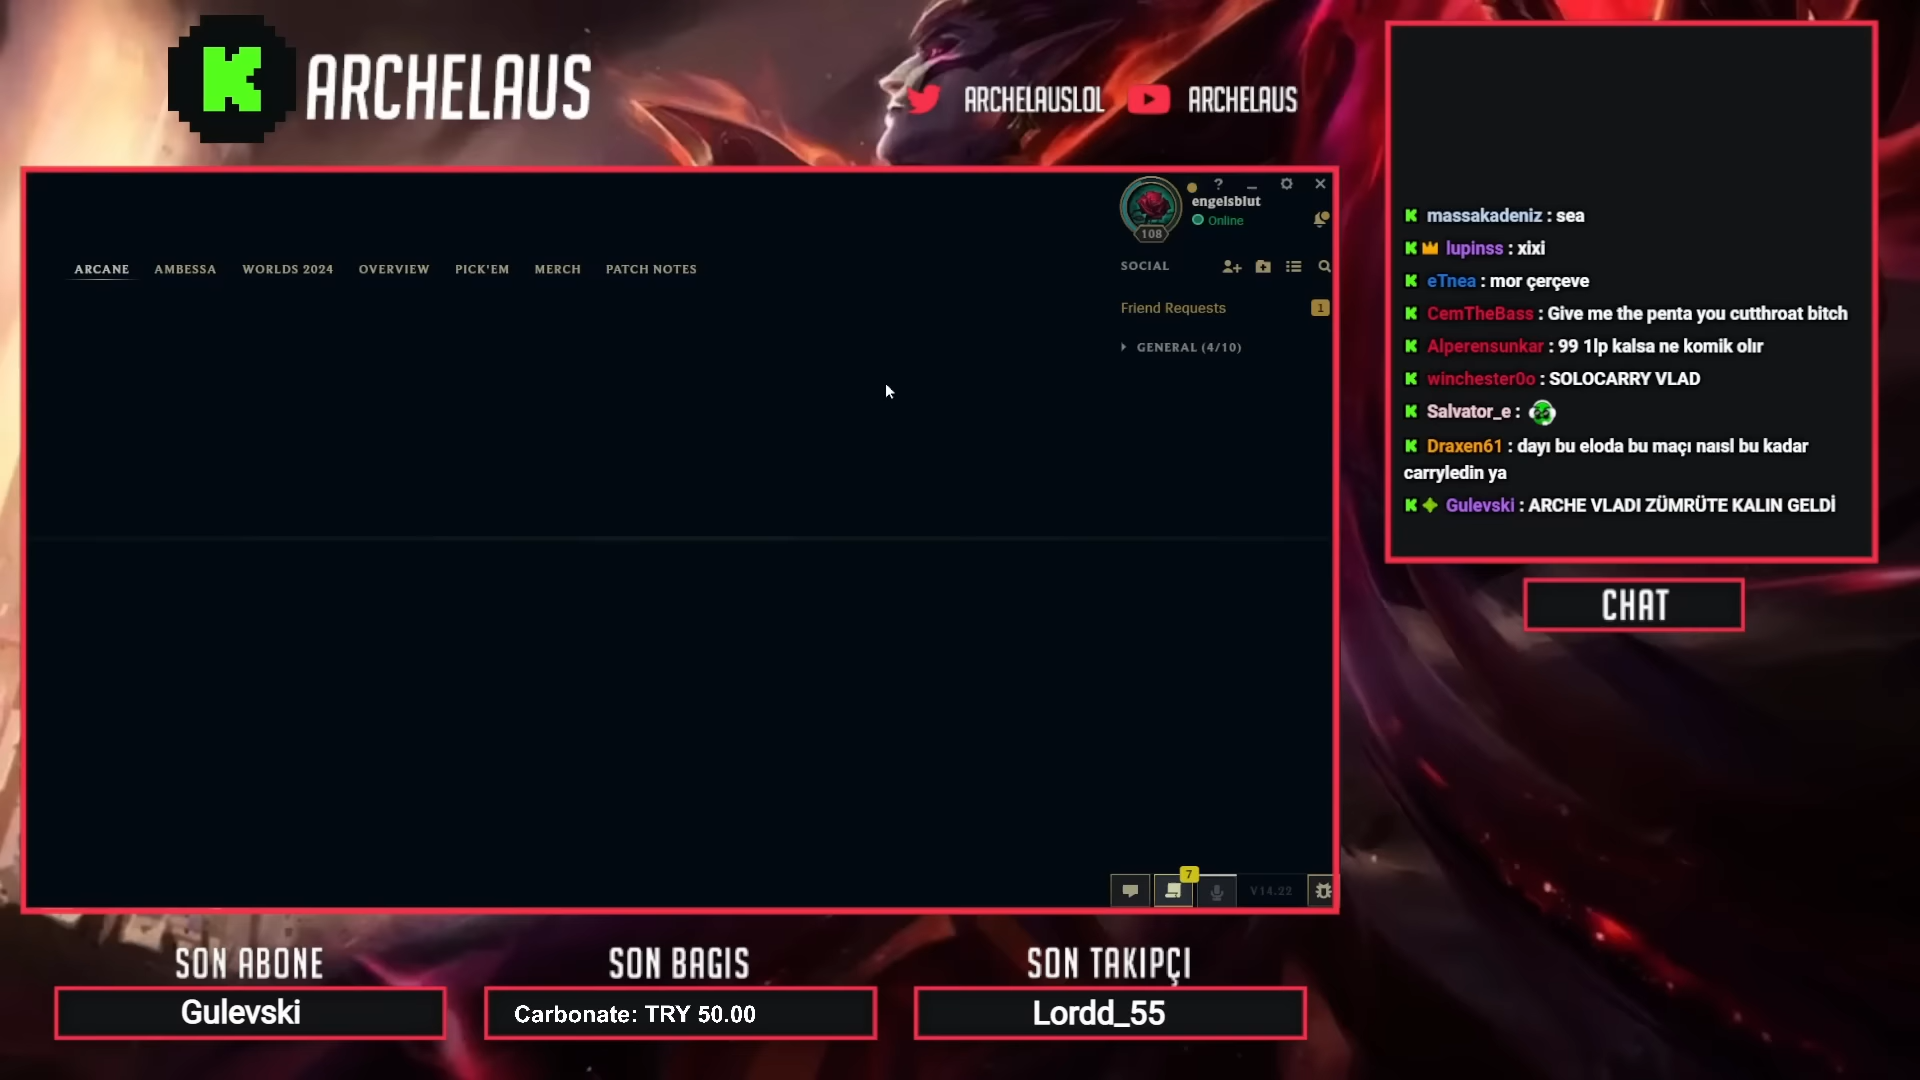 K ARCHELAUS
ARCHELAUSLOL ARCHELAUS
?
engelsblut
Online
108
ARCANE AMBESSA WORLDS 2024 OVERVIEW PICK'EM MERCH PATCH NOTES
SOCIAL
Friend Requests 1
GENERAL (4/10)
7
V14.22
massakadeniz : sea
lupinss : xixi
eTnea : mor çerçeve
CemTheBass : Give me the penta you cutthroat bitch
Alperensunkar : 99 1lp kalsa ne komik olır
winchester0o : SOLOCARRY VLAD
Salvator_e :
Draxen61 : dayı bu eloda bu maçı naısl bu kadar
carryledin ya
Gulevski : ARCHE VLADI ZÜMRÜTE KALIN GELDİ
CHAT
SON ABONE SON BAGIS SON TAKIPÇI
Gulevski Carbonate: TRY 50.00 Lordd_55